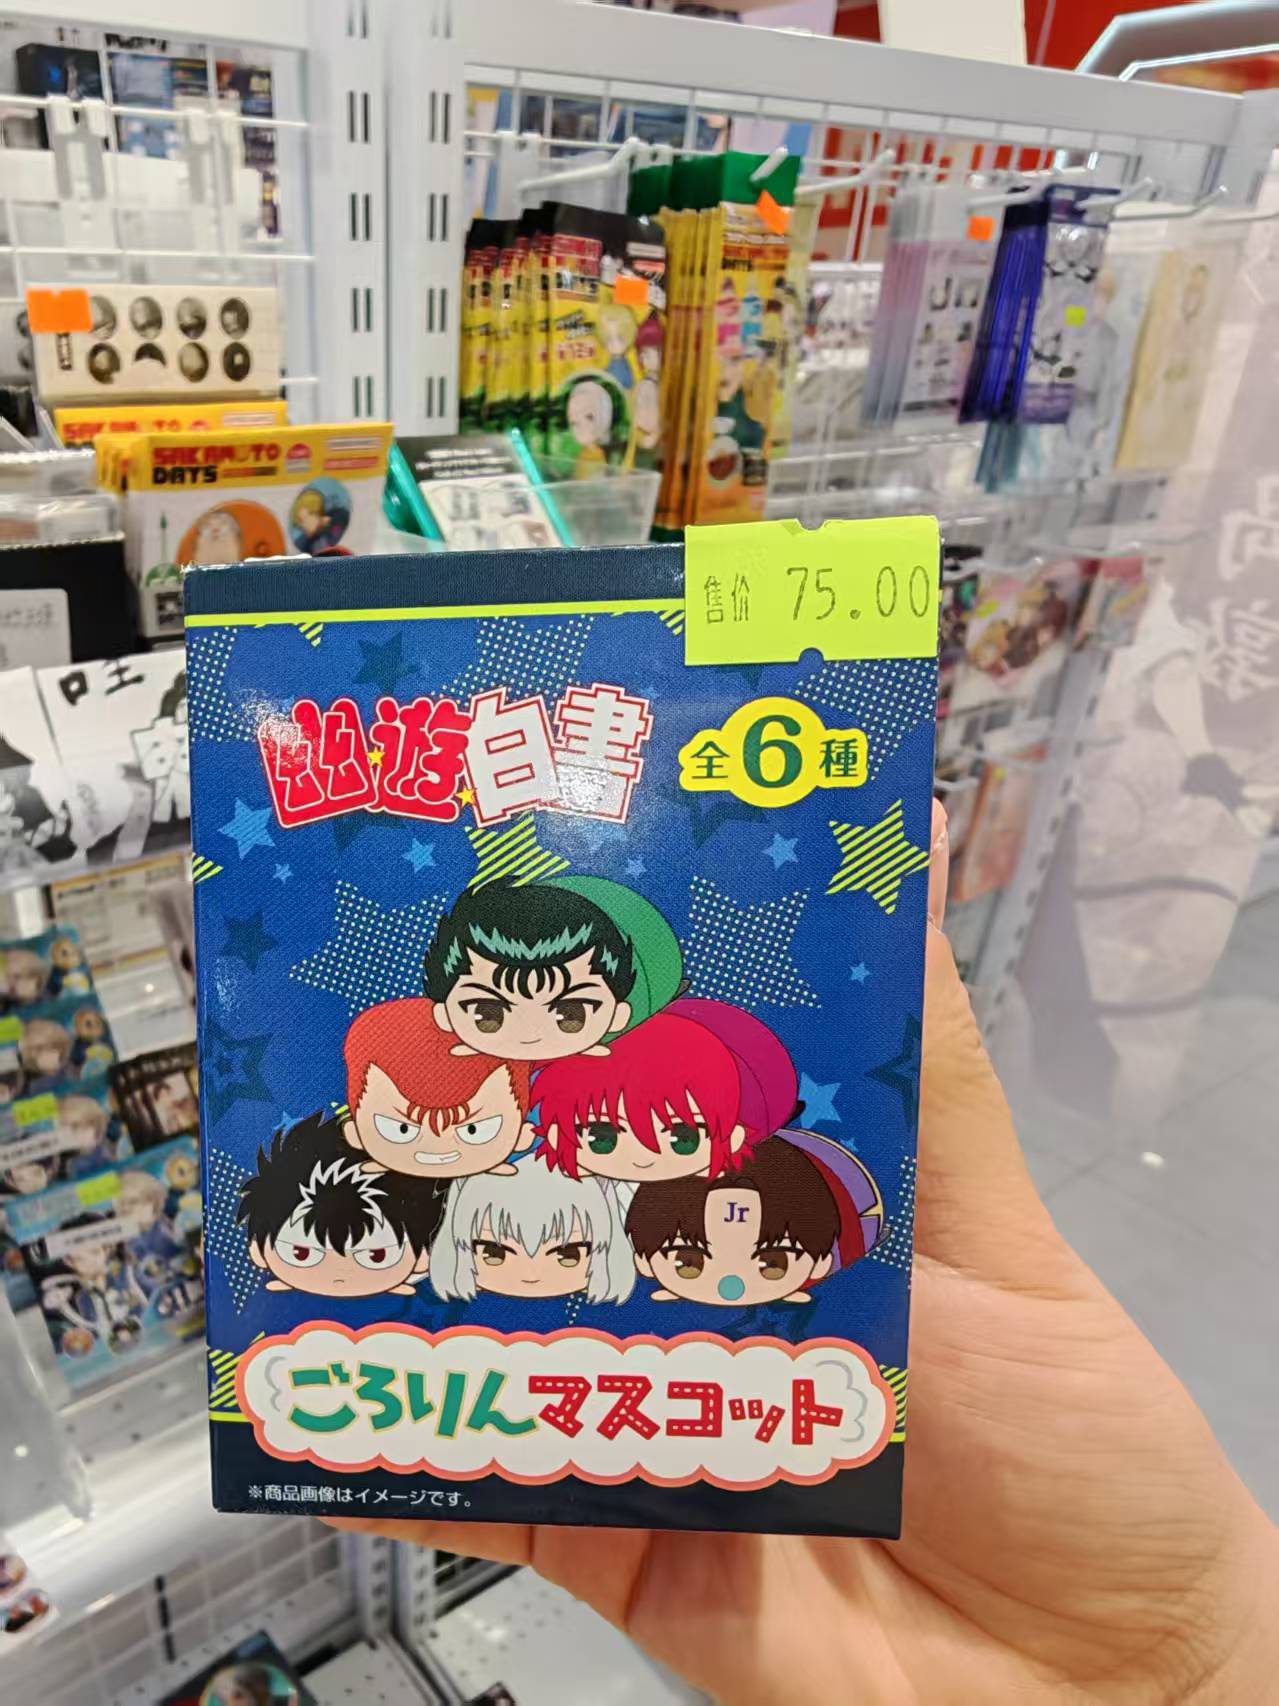 SAKAMOTO
DAYS
DAYS
售价 75.00
幽遊白書
全6種
Jr
ごろりんマスコット
※商品画像はイメージです。